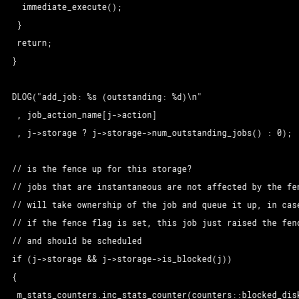 immediate_execute();
}
return;
}
DLOG("add_job: %s (outstanding: %d)\n"
, job_action_name[j->action]
, j->storage ? j->storage->num_outstanding_jobs() : 0);
// is the fence up for this storage?
// jobs that are instantaneous are not affected by the fen
// will take ownership of the job and queue it up, in case
// if the fence flag is set, this job just raised the fenc
// and should be scheduled
if (j->storage && j->storage->is_blocked(j))
{
m_stats_counters.inc_stats_counter(counters::blocked_disk